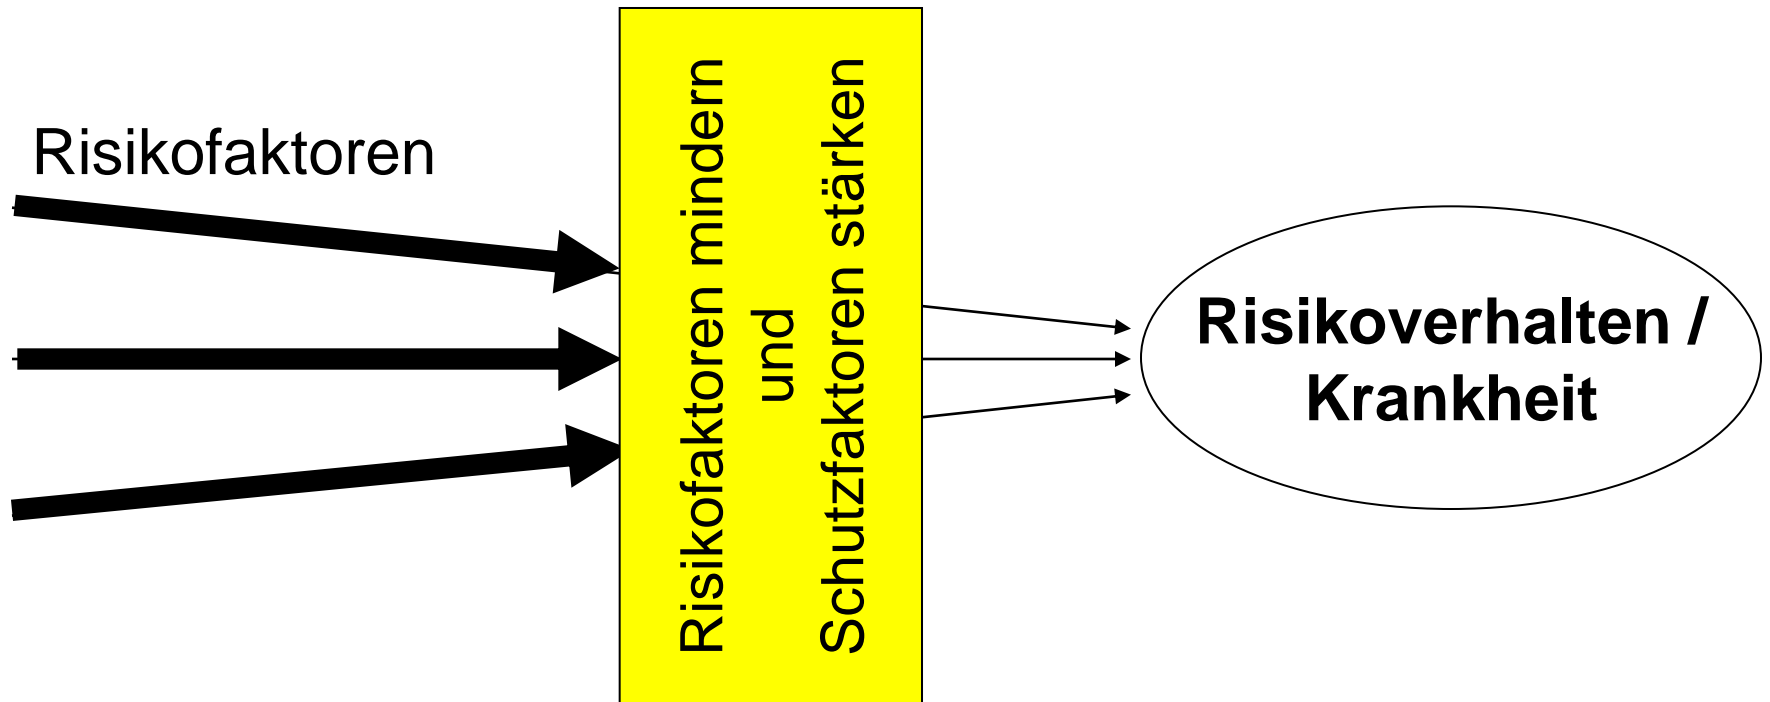 Risikofaktoren
Risikofaktoren mindern
und
Schutzfaktoren stärken
Risikoverhalten /
Krankheit